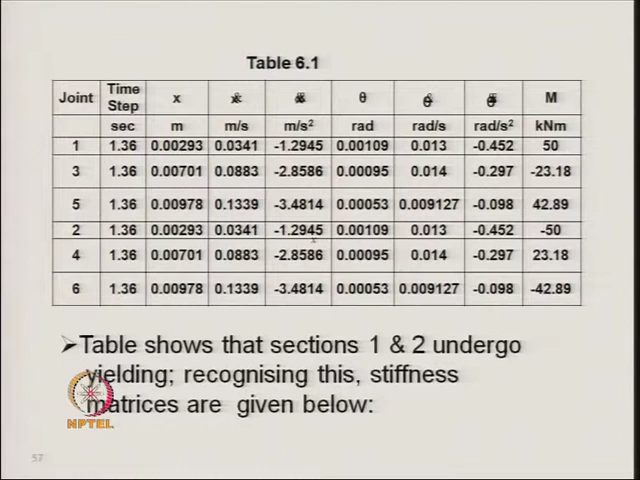 Table 6.1
Joint Time Step x ẋ ẍ θ θ̇ θ̈ M
sec m m/s m/s² rad rad/s rad/s² kNm
1 1.36 0.00293 0.0341 -1.2945 0.00109 0.013 -0.452 50
3 1.36 0.00701 0.0883 -2.8586 0.00095 0.014 -0.297 -23.18
5 1.36 0.00978 0.1339 -3.4814 0.00053 0.009127 -0.098 42.89
2 1.36 0.00293 0.0341 -1.2945 0.00109 0.013 -0.452 -50
4 1.36 0.00701 0.0883 -2.8586 0.00095 0.014 -0.297 23.18
6 1.36 0.00978 0.1339 -3.4814 0.00053 0.009127 -0.098 -42.89
➢Table shows that sections 1 & 2 undergo
yielding; recognising this, stiffness
matrices are given below:
NPTEL
57